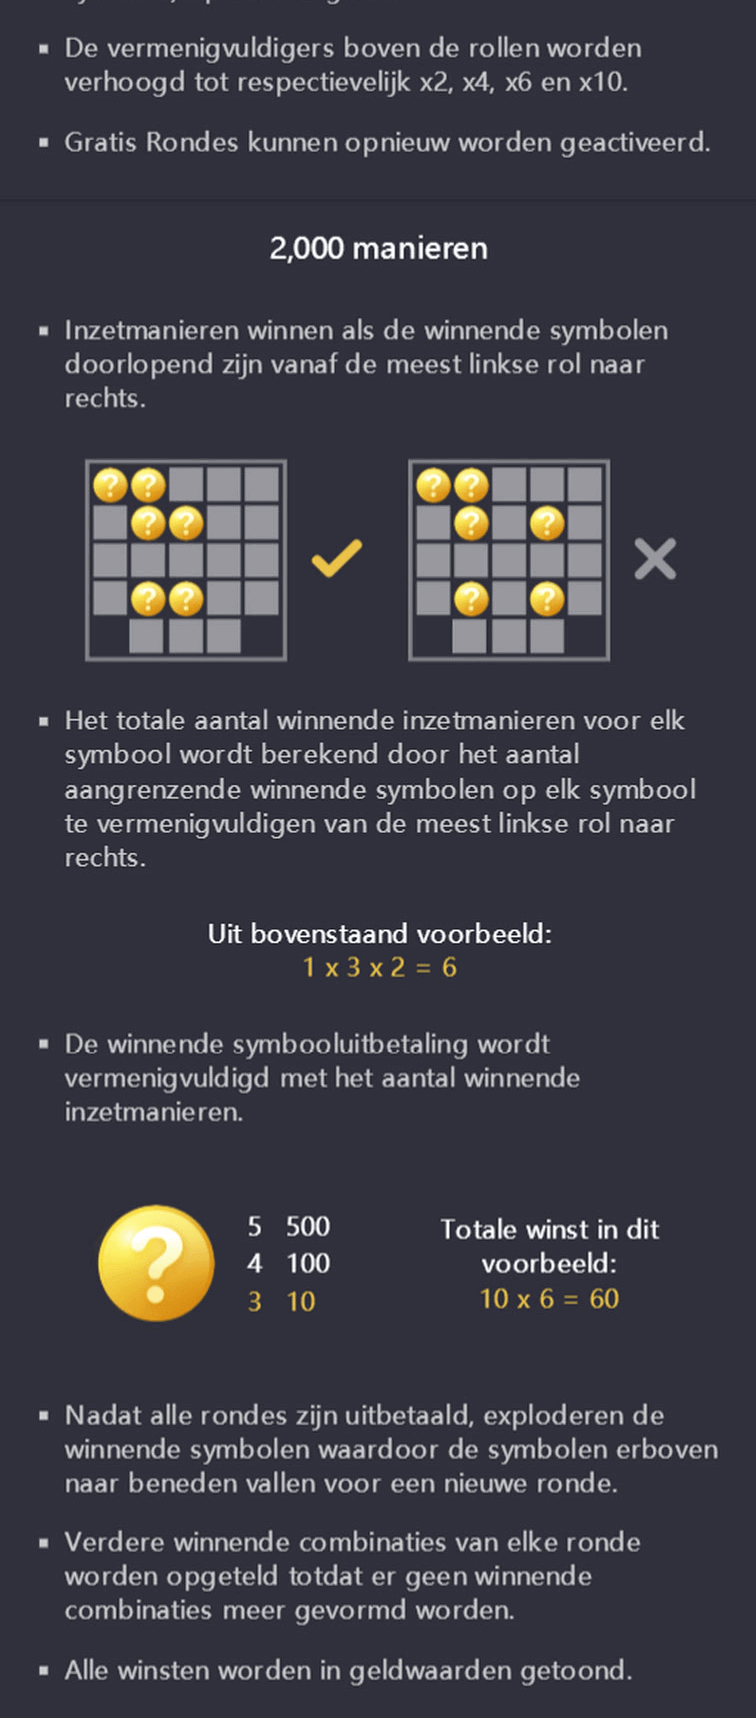 De vermenigvuldigers boven de rollen worden
verhoogd tot respectievelijk x2, x4, x6 en x10.
Gratis Rondes kunnen opnieuw worden geactiveerd.
2,000 manieren
Inzetmanieren winnen als de winnende symbolen
doorlopend zijn vanaf de meest linkse rol naar
rechts.
Het totale aantal winnende inzetmanieren voor elk
symbool wordt berekend door het aantal
aangrenzende winnende symbolen op elk symbool
te vermenigvuldigen van de meest linkse rol naar
rechts.
Uit bovenstaand voorbeeld:
1 x 3 x 2 = 6
De winnende symbooluitbetaling wordt
vermenigvuldigd met het aantal winnende
inzetmanieren.
5 500
4 100
3 10
Totale winst in dit
voorbeeld:
10 x 6 = 60
Nadat alle rondes zijn uitbetaald, exploderen de
winnende symbolen waardoor de symbolen erboven
naar beneden vallen voor een nieuwe ronde.
Verdere winnende combinaties van elke ronde
worden opgeteld totdat er geen winnende
combinaties meer gevormd worden.
Alle winsten worden in geldwaarden getoond.